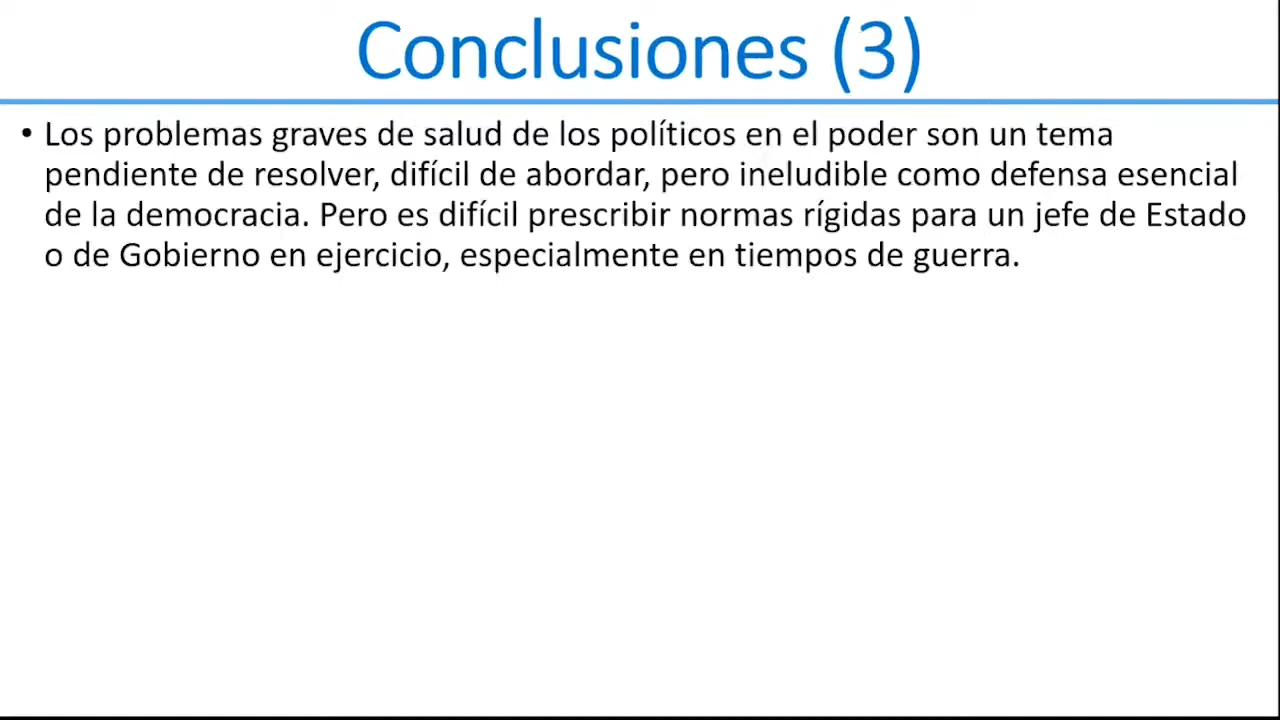 Conclusiones (3)
• Los problemas graves de salud de los políticos en el poder son un tema
pendiente de resolver, difícil de abordar, pero ineludible como defensa esencial
de la democracia. Pero es difícil prescribir normas rígidas para un jefe de Estado
o de Gobierno en ejercicio, especialmente en tiempos de guerra.